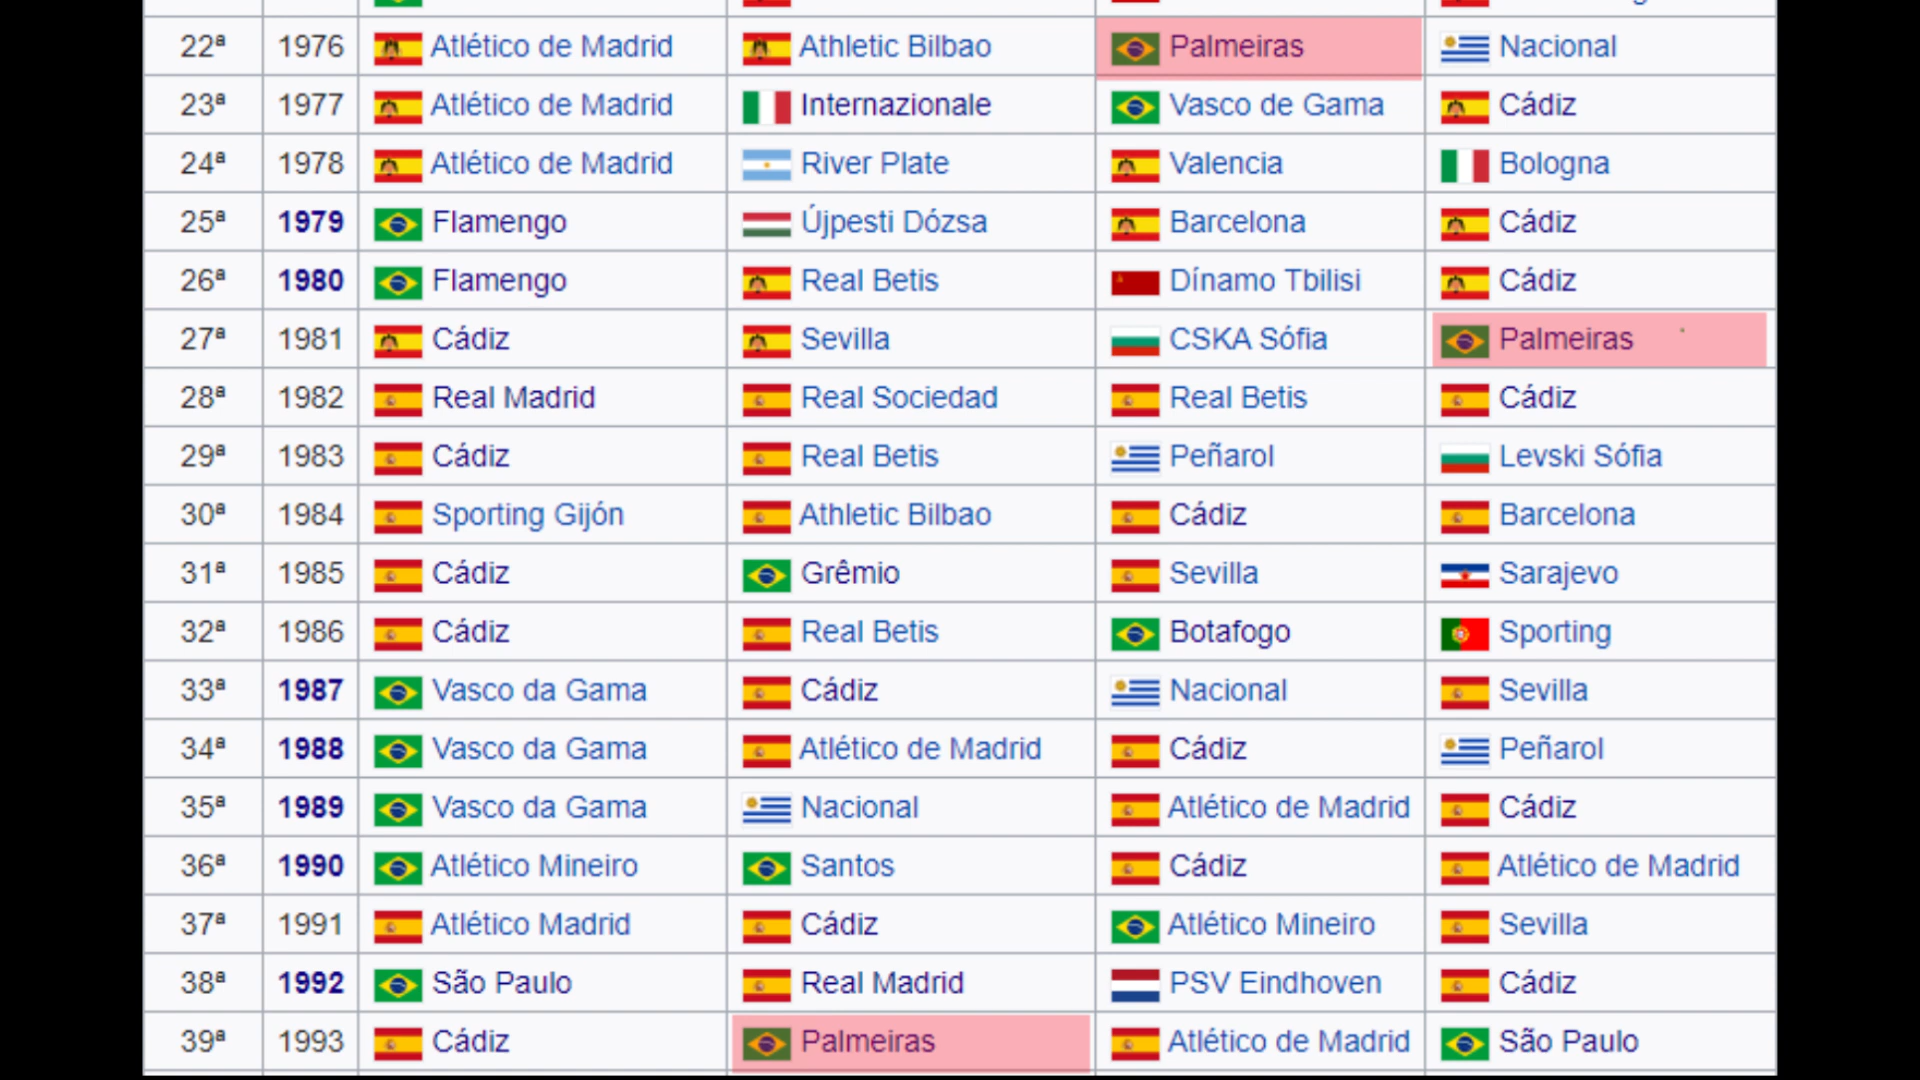 22ª 1976 Atlético de Madrid Athletic Bilbao Palmeiras Nacional
23ª 1977 Atlético de Madrid Internazionale Vasco de Gama Cádiz
24ª 1978 Atlético de Madrid River Plate Valencia Bologna
25ª 1979 Flamengo Újpesti Dózsa Barcelona Cádiz
26ª 1980 Flamengo Real Betis Dínamo Tbilisi Cádiz
27ª 1981 Cádiz Sevilla CSKA Sófia Palmeiras
28ª 1982 Real Madrid Real Sociedad Real Betis Cádiz
29ª 1983 Cádiz Real Betis Peñarol Levski Sófia
30ª 1984 Sporting Gijón Athletic Bilbao Cádiz Barcelona
31ª 1985 Cádiz Grêmio Sevilla Sarajevo
32ª 1986 Cádiz Real Betis Botafogo Sporting
33ª 1987 Vasco da Gama Cádiz Nacional Sevilla
34ª 1988 Vasco da Gama Atlético de Madrid Cádiz Peñarol
35ª 1989 Vasco da Gama Nacional Atlético de Madrid Cádiz
36ª 1990 Atlético Mineiro Santos Cádiz Atlético de Madrid
37ª 1991 Atlético Madrid Cádiz Atlético Mineiro Sevilla
38ª 1992 São Paulo Real Madrid PSV Eindhoven Cádiz
39ª 1993 Cádiz Palmeiras Atlético de Madrid São Paulo